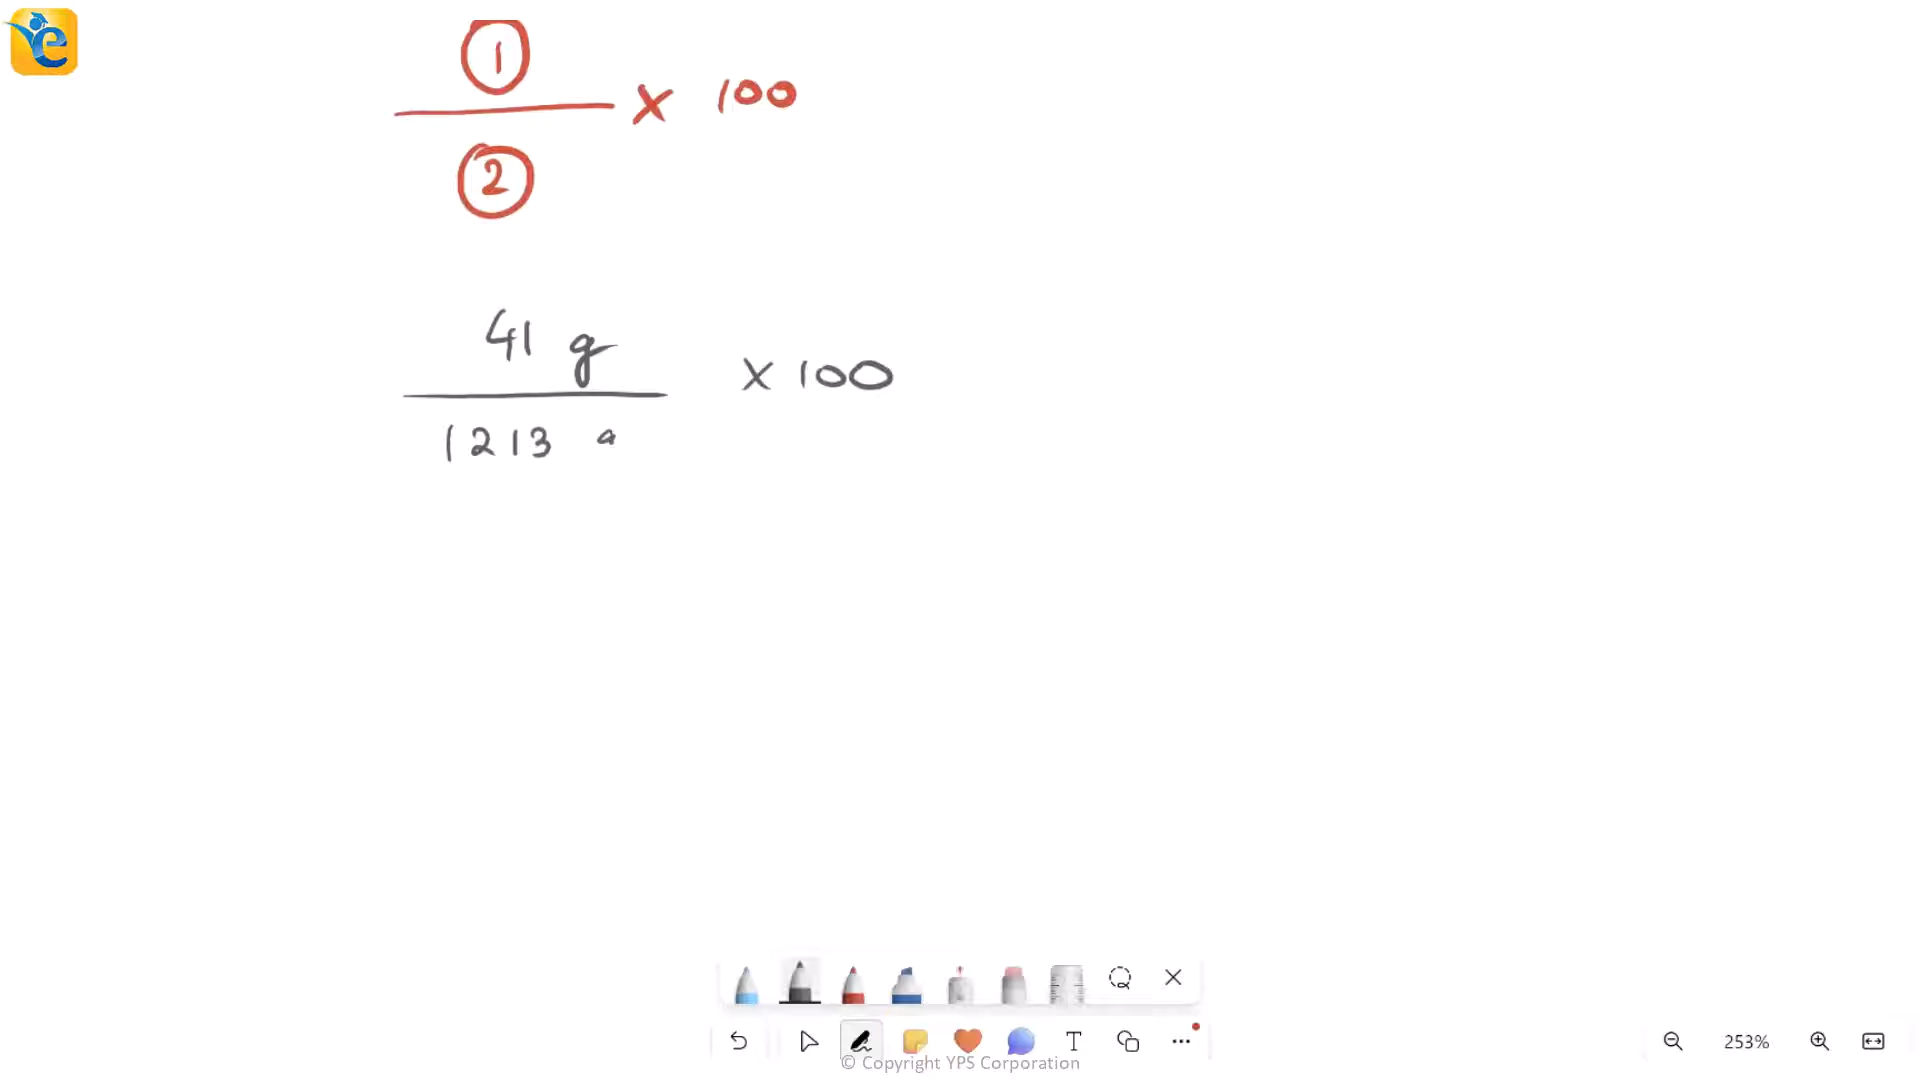 1
× 100
2
41 g
× 100
1213 a
T
253%
© Copyright YPS Corporation